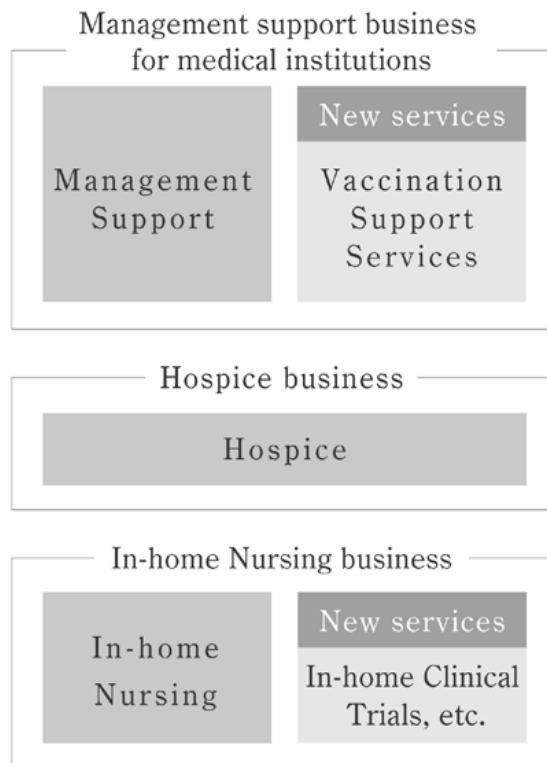 Management support business
for medical institutions
Management
Support
New services
Vaccination
Support
Services
Hospice business
Hospice
In-home Nursing business
In-home
Nursing
New services
In-home Clinical
Trials, etc.